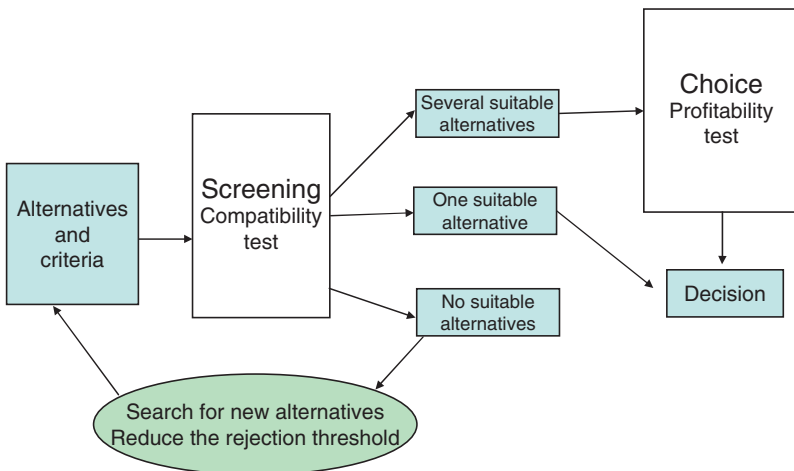 Alternatives
and
criteria
Screening
Compatibility
test
Several suitable
alternatives
One suitable
alternative
No suitable
alternatives
Choice
Profitability
test
Decision
Search for new alternatives
Reduce the rejection threshold